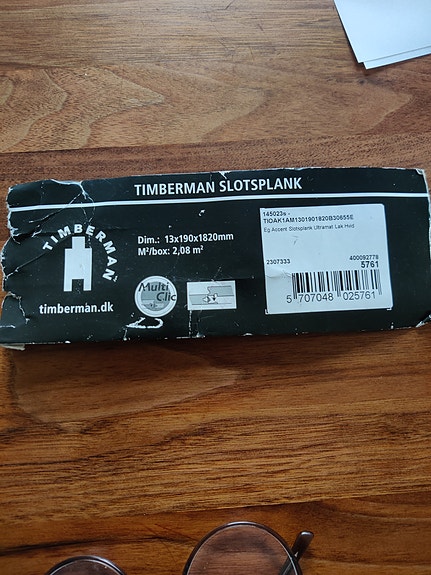 TIMBERMAN SLOTSPLANK
TIMBERMAN
timberman.dk
Dim.: 13x190x1820mm
M²/box: 2,08 m²
Multi
Clic
145023s -
TIOAK1AM1301901820B30655E
Eg Accent Slotsplank Ultramat Lak Hvid
2307333
400092778
5761
5 707048 025761